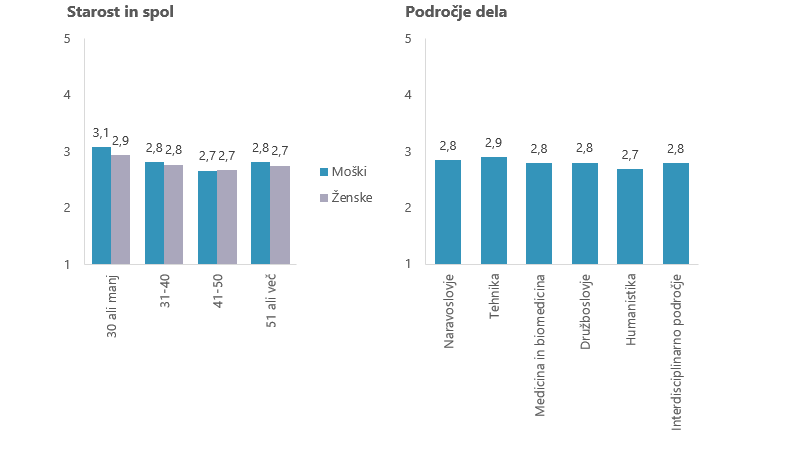 Starost in spol
5
4
3
2
1
3,1
2,9
2,8
2,8
2,7
2,7
2,8
2,7
30 ali manj
31-40
41-50
51 ali več
Moški
Ženske
Področje dela
5
4
3
2
1
2,8
2,9
2,8
2,8
2,7
2,8
Naravoslovje
Tehnika
Medicina in biomedicina
Družboslovje
Humanistika
Interdisciplinarno področje